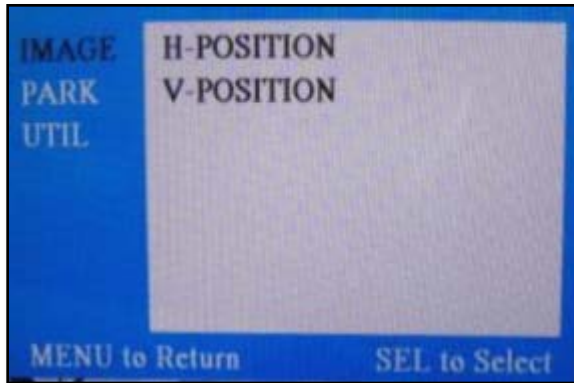 IMAGE
PARK
UTIL
H-POSITION
V-POSITION
MENU to Return
SEL to Select